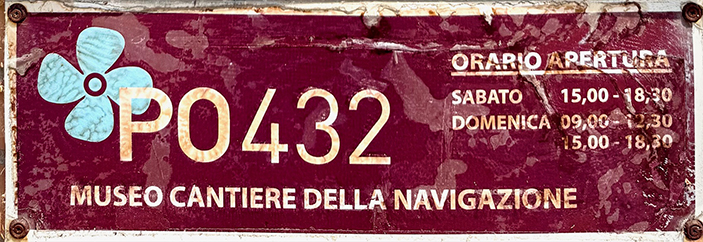 PO432
MUSEO CANTIERE DELLA NAVIGAZIONE
ORARIO APERTURA
SABATO 15,00 - 18,30
DOMENICA 09,00 - 12,30
15,00 - 18,30